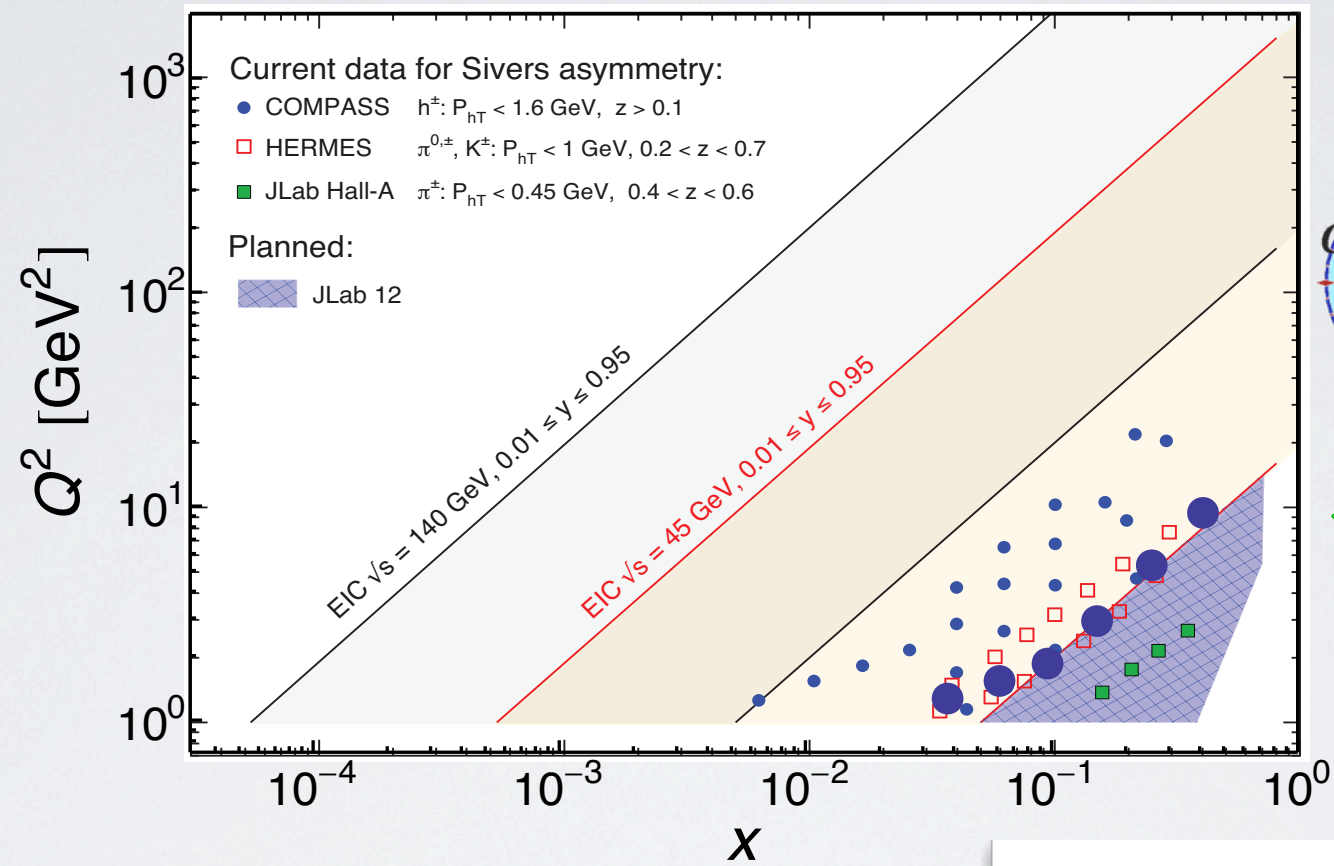 Current data for Sivers asymmetry:
COMPASS h±: PhT < 1.6 GeV, z > 0.1
HERMES π0,±, K±: PhT < 1 GeV, 0.2 < z < 0.7
JLab Hall-A π±: PhT < 0.45 GeV, 0.4 < z < 0.6
Planned:
JLab 12
EIC √s = 140 GeV, 0.01 ≤ y ≤ 0.95
EIC √s = 45 GeV, 0.01 ≤ y ≤ 0.95
Q² [GeV²]
10³
10²
10¹
10⁰
10⁻⁴ 10⁻³ 10⁻² 10⁻¹ 10⁰
x